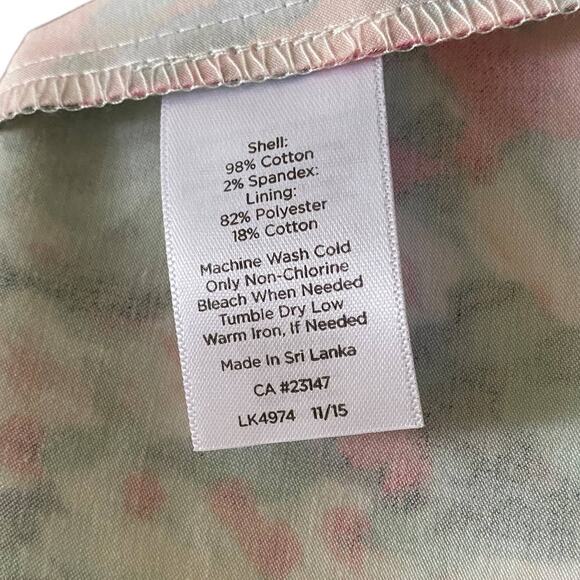 Shell:
98% Cotton
2% Spandex:
Lining:
82% Polyester
18% Cotton
Machine Wash Cold
Only Non-Chlorine
Bleach When Needed
Tumble Dry Low
Warm Iron, If Needed
Made In Sri Lanka
CA #23147
LK4974 11/15